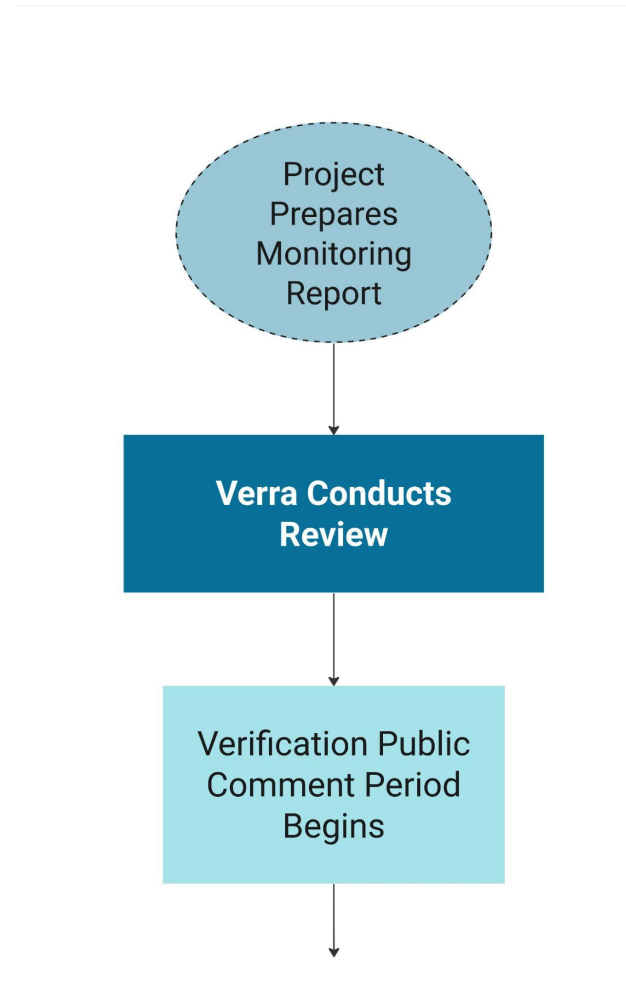 Project
Prepares
Monitoring
Report
Verra Conducts
Review
Verification Public
Comment Period
Begins